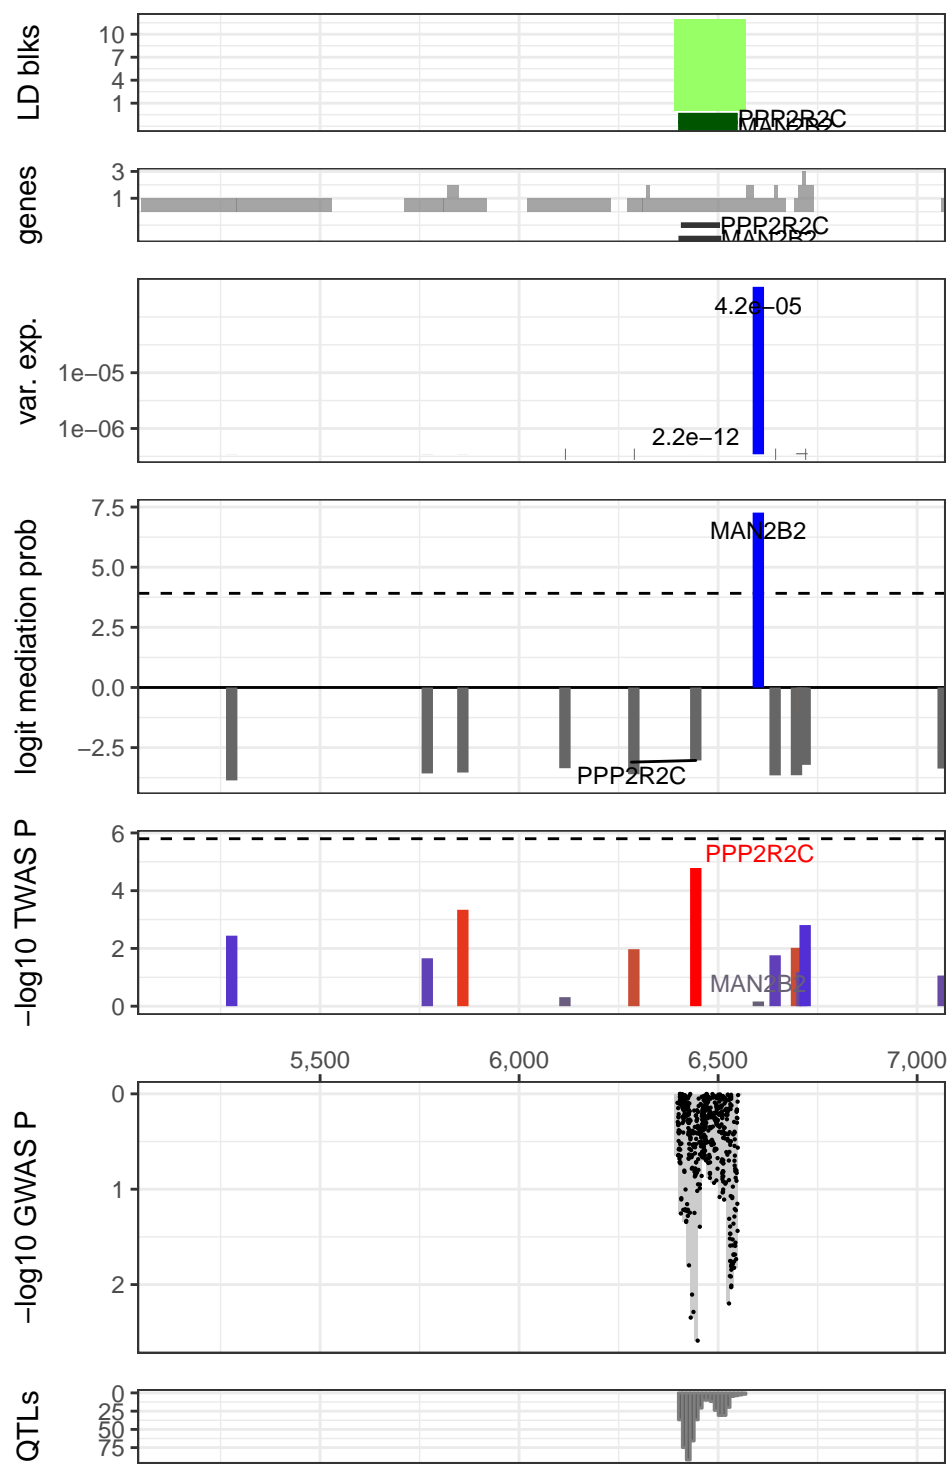 LD blks
10
7
4
1
PPP2R2C
MAN2B2
genes
3
1
PPP2R2C
MAN2B2
var. exp.
1e−05
1e−06
4.2e−05
2.2e−12
logit mediation prob
7.5
5.0
2.5
0.0
−2.5
MAN2B2
PPP2R2C
−log10 TWAS P
6
4
2
0
PPP2R2C
MAN2B2
5,500 6,000 6,500 7,000
−log10 GWAS P
0
1
2
QTLs
0
25
50
75